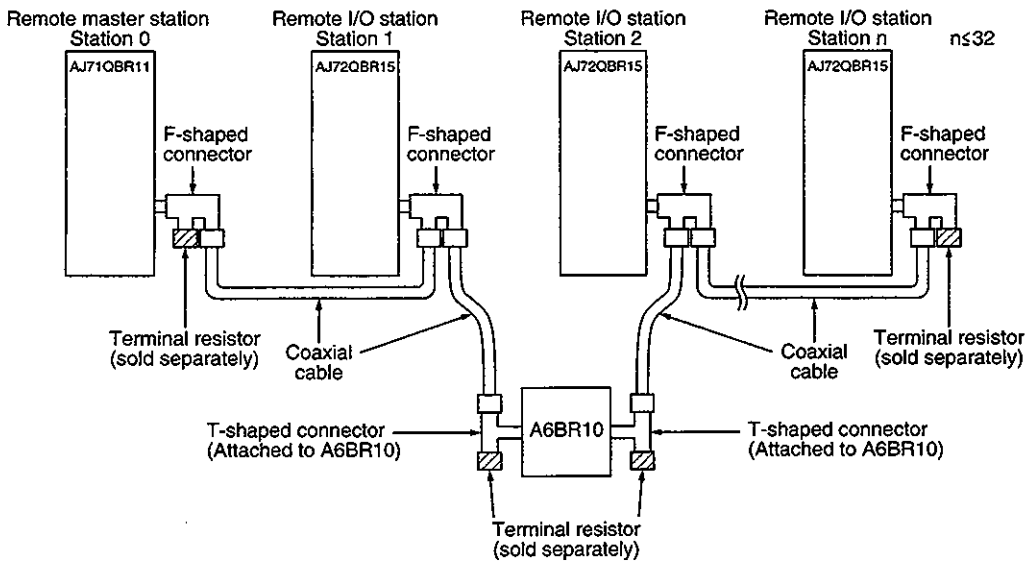 Remote master station
Station 0
Remote I/O station
Station 1
Remote I/O station
Station 2
Remote I/O station
Station n
n≤32
AJ71QBR11
AJ72QBR15
AJ72QBR15
AJ72QBR15
F-shaped
connector
F-shaped
connector
F-shaped
connector
F-shaped
connector
Terminal resistor
(sold separately)
Coaxial
cable
Coaxial
cable
Terminal resistor
(sold separately)
T-shaped connector
(Attached to A6BR10)
A6BR10
T-shaped connector
(Attached to A6BR10)
Terminal resistor
(sold separately)